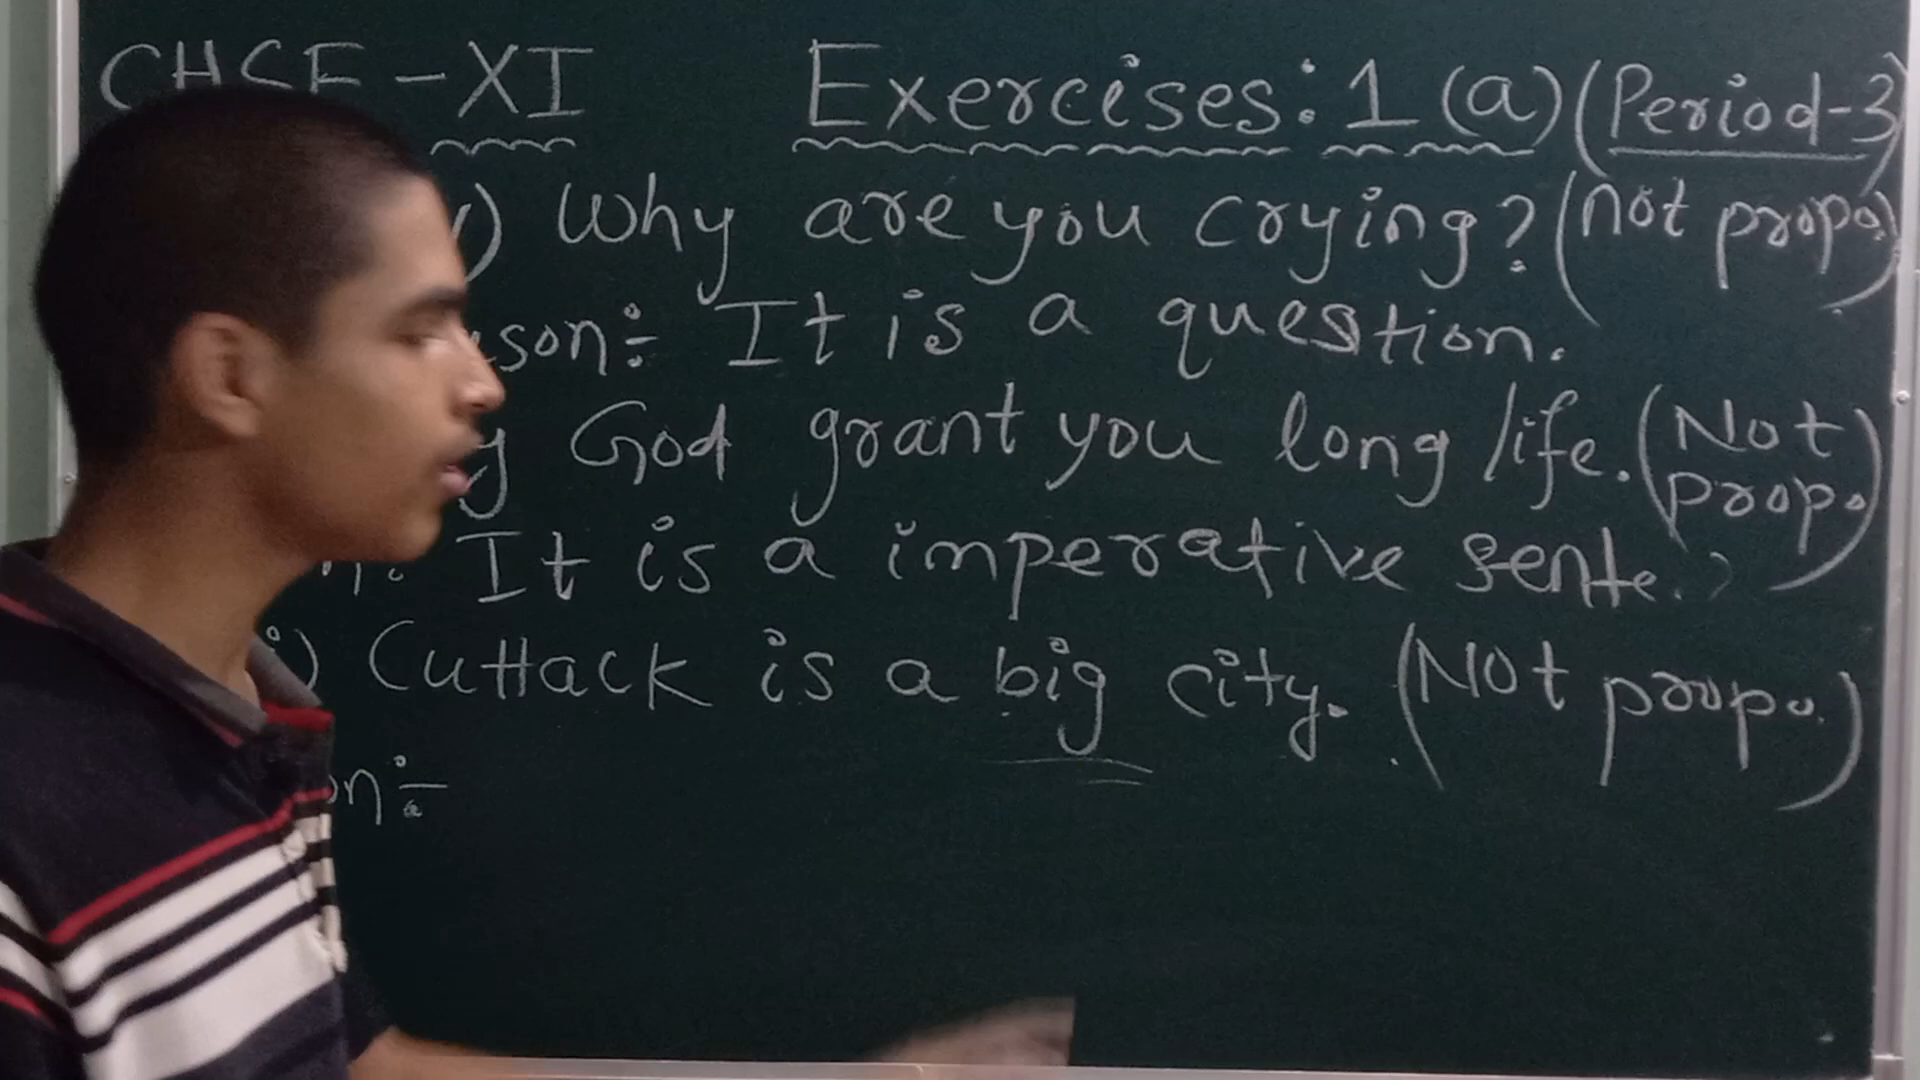 CHSE - XI Exercises: 1 (a) (Period-3)
) Why are you crying? (not propo.)
son: It is a question.
y God grant you long life. (Not propo.)
n: It is a imperative sente.
i) Cuttack is a big city. (Not propo.)
on: